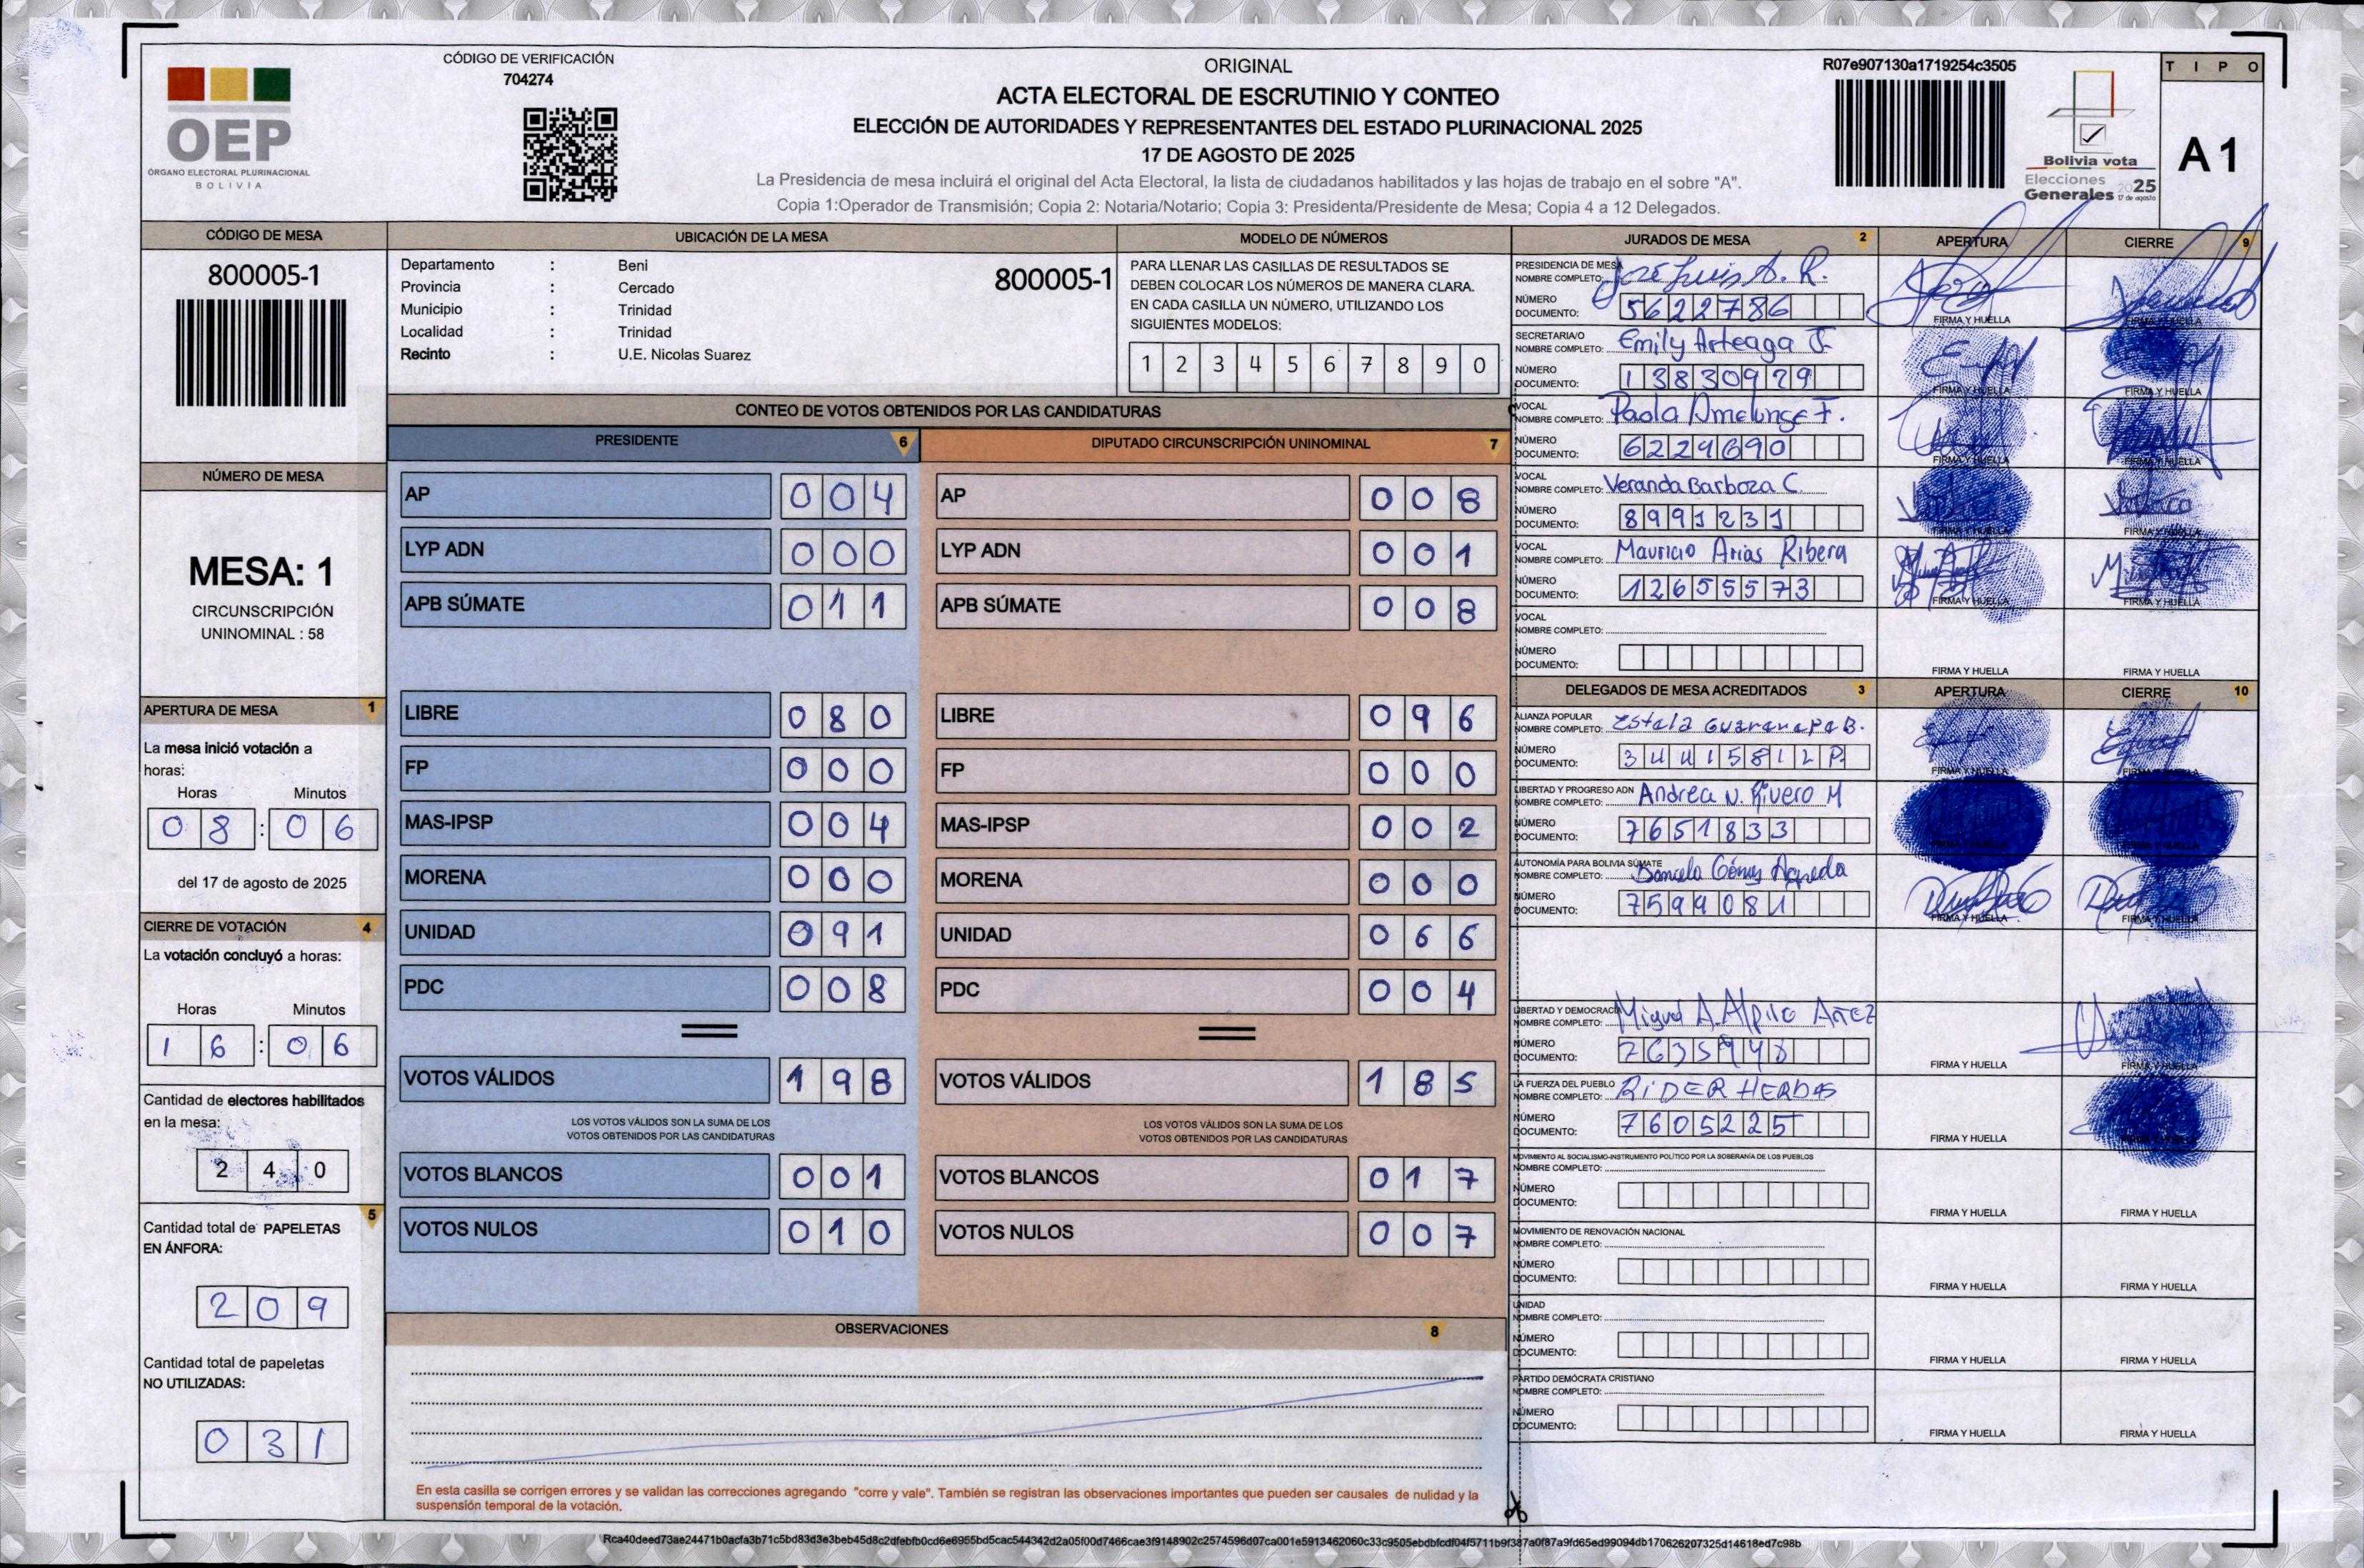 CÓDIGO DE VERIFICACIÓN
704274
OEP
ÓRGANO ELECTORAL PLURINACIONAL
BOLIVIA
ORIGINAL
ACTA ELECTORAL DE ESCRUTINIO Y CONTEO
ELECCIÓN DE AUTORIDADES Y REPRESENTANTES DEL ESTADO PLURINACIONAL 2025
17 DE AGOSTO DE 2025
La Presidencia de mesa incluirá el original del Acta Electoral, la lista de ciudadanos habilitados y las hojas de trabajo en el sobre "A".
Copia 1:Operador de Transmisión; Copia 2: Notaria/Notario; Copia 3: Presidenta/Presidente de Mesa; Copia 4 a 12 Delegados.
R07e907130a1719254c3505
Bolivia vota
Elecciones
Generales 2025
17 de agosto
TIPO
A 1
CÓDIGO DE MESA
800005-1
NÚMERO DE MESA
MESA: 1
CIRCUNSCRIPCIÓN
UNINOMINAL : 58
APERTURA DE MESA 1
La mesa inició votación a
horas:
Horas Minutos
08 : 06
del 17 de agosto de 2025
CIERRE DE VOTACIÓN 4
La votación concluyó a horas:
Horas Minutos
16 : 06
Cantidad de electores habilitados
en la mesa:
240
5
Cantidad total de PAPELETAS
EN ÁNFORA:
209
Cantidad total de papeletas
NO UTILIZADAS:
031
UBICACIÓN DE LA MESA
Departamento : Beni
800005-1
Provincia : Cercado
Municipio : Trinidad
Localidad : Trinidad
Recinto : U.E. Nicolas Suarez
MODELO DE NÚMEROS
PARA LLENAR LAS CASILLAS DE RESULTADOS SE
DEBEN COLOCAR LOS NÚMEROS DE MANERA CLARA.
EN CADA CASILLA UN NÚMERO, UTILIZANDO LOS
SIGUIENTES MODELOS:
1 2 3 4 5 6 7 8 9 0
CONTEO DE VOTOS OBTENIDOS POR LAS CANDIDATURAS
PRESIDENTE 6
AP 004
LYP ADN 000
APB SÚMATE 011
LIBRE 080
FP 000
MAS-IPSP 004
MORENA 000
UNIDAD 091
PDC 008
VOTOS VÁLIDOS 198
LOS VOTOS VÁLIDOS SON LA SUMA DE LOS
VOTOS OBTENIDOS POR LAS CANDIDATURAS
VOTOS BLANCOS 001
VOTOS NULOS 010
DIPUTADO CIRCUNSCRIPCIÓN UNINOMINAL 7
AP 008
LYP ADN 001
APB SÚMATE 008
LIBRE 096
FP 000
MAS-IPSP 002
MORENA 000
UNIDAD 066
PDC 004
VOTOS VÁLIDOS 185
LOS VOTOS VÁLIDOS SON LA SUMA DE LOS
VOTOS OBTENIDOS POR LAS CANDIDATURAS
VOTOS BLANCOS 017
VOTOS NULOS 007
OBSERVACIONES 8
En esta casilla se corrigen errores y se validan las correcciones agregando "corre y vale". También se registran las observaciones importantes que pueden ser causales de nulidad y la
suspensión temporal de la votación.
JURADOS DE MESA 2 APERTURA CIERRE 9
PRESIDENCIA DE MESA
NOMBRE COMPLETO: José Luis A. R.
NÚMERO
DOCUMENTO: 5622786
FIRMA Y HUELLA FIRMA Y HUELLA
SECRETARIA/O
NOMBRE COMPLETO: Emily Arteaga J.
NÚMERO
DOCUMENTO: 13830929
FIRMA Y HUELLA FIRMA Y HUELLA
VOCAL
NOMBRE COMPLETO: Paola Amelunge F.
NÚMERO
DOCUMENTO: 6229690
FIRMA Y HUELLA FIRMA Y HUELLA
VOCAL
NOMBRE COMPLETO: Veranda Barboza C.
NÚMERO
DOCUMENTO: 8991231
FIRMA Y HUELLA FIRMA Y HUELLA
VOCAL
NOMBRE COMPLETO: Mauricio Arias Ribera
NÚMERO
DOCUMENTO: 12655573
FIRMA Y HUELLA FIRMA Y HUELLA
VOCAL
NOMBRE COMPLETO:
NÚMERO
DOCUMENTO:
FIRMA Y HUELLA FIRMA Y HUELLA
DELEGADOS DE MESA ACREDITADOS 3 APERTURA CIERRE 10
ALIANZA POPULAR
NOMBRE COMPLETO: Estela Guaranapa B.
NÚMERO
DOCUMENTO:
FIRMA Y HUELLA
LIBERTAD Y PROGRESO ADN
NOMBRE COMPLETO: Andrea N. Rivero M
NÚMERO
DOCUMENTO: 7651833
AUTONOMÍA PARA BOLIVIA SÚMATE
NOMBRE COMPLETO: Gómez
NÚMERO
DOCUMENTO: 7599081
FIRMA Y HUELLA FIRMA Y HUELLA
LIBERTAD Y DEMOCRACIA
NOMBRE COMPLETO: Miguel A.
NÚMERO
DOCUMENTO: 7635948
FIRMA Y HUELLA FIRMA Y HUELLA
LA FUERZA DEL PUEBLO
NOMBRE COMPLETO: RIDER HERBAS
NÚMERO
DOCUMENTO: 7605225
FIRMA Y HUELLA FIRMA Y HUELLA
MOVIMIENTO AL SOCIALISMO-INSTRUMENTO POLÍTICO POR LA SOBERANÍA DE LOS PUEBLOS
NOMBRE COMPLETO:
NÚMERO
DOCUMENTO:
FIRMA Y HUELLA FIRMA Y HUELLA
MOVIMIENTO DE RENOVACIÓN NACIONAL
NOMBRE COMPLETO:
NÚMERO
DOCUMENTO:
FIRMA Y HUELLA FIRMA Y HUELLA
UNIDAD
NOMBRE COMPLETO:
NÚMERO
DOCUMENTO:
FIRMA Y HUELLA FIRMA Y HUELLA
PARTIDO DEMÓCRATA CRISTIANO
NOMBRE COMPLETO:
NÚMERO
DOCUMENTO:
FIRMA Y HUELLA FIRMA Y HUELLA